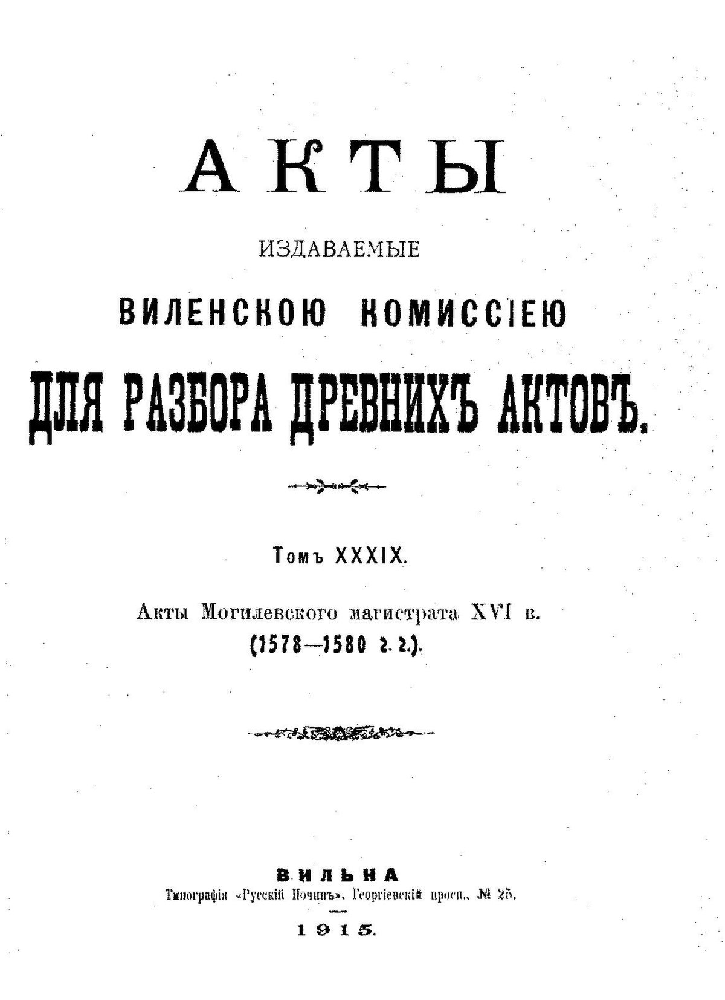 АКТЫ
ИЗДАВАЕМЫЕ
ВИЛЕНСКОЮ КОМИССІЕЮ
ДЛЯ РАЗБОРА ДРЕВНИХЪ АКТОВЪ.
Томъ XXXIX.
Акты Могилевского магистрата XVI в.
(1578—1580 г. г.).
ВИЛЬНА
Типографія «Русскій Починъ». Георгіевскій просп., № 25.
1915.